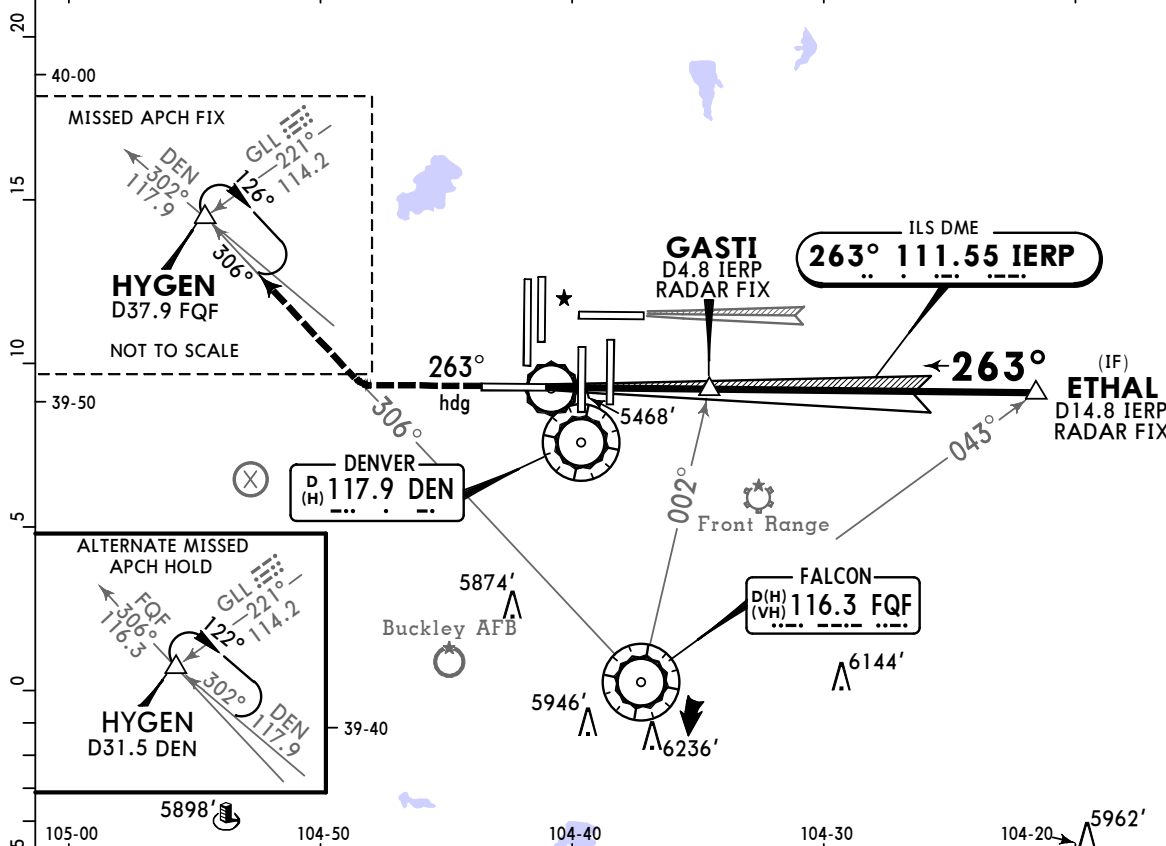 20
40-00
MISSED APCH FIX
GLL
221°
114.2
DEN
302°
117.9
126°
306°
HYGEN
D37.9 FQF
NOT TO SCALE
15
10
39-50
263°
hdg
306°
GASTI
D4.8 IERP
RADAR FIX
ILS DME
263° 111.55 IERP
263°
(IF)
ETHAL
D14.8 IERP
RADAR FIX
5468'
DENVER
D
(H) 117.9 DEN
X
002°
043°
Front Range
5
ALTERNATE MISSED
APCH HOLD
GLL
221°
114.2
FQF
306°
116.3
122°
302°
DEN
117.9
HYGEN
D31.5 DEN
39-40
5874'
Buckley AFB
FALCON
D(H)
(VH) 116.3 FQF
5946'
6236'
6144'
0
5898'
5962'
5
105-00
104-50
104-40
104-30
104-20